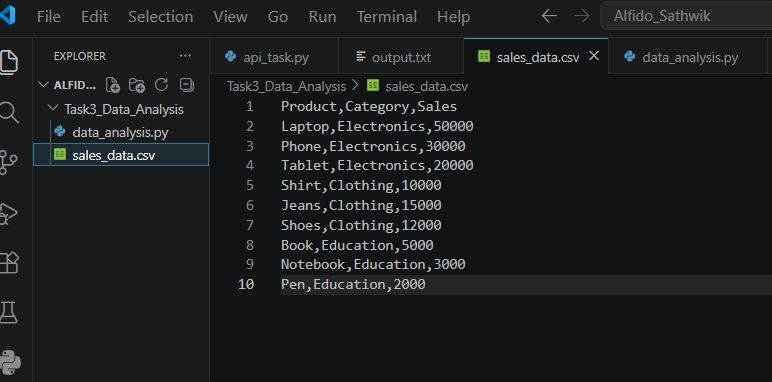 File Edit Selection View Go Run Terminal Help
Alfido_Sathwik
EXPLORER
ALFID...
Task3_Data_Analysis
data_analysis.py
sales_data.csv
api_task.py
output.txt
sales_data.csv
data_analysis.py
Task3_Data_Analysis > sales_data.csv
1 Product,Category,Sales
2 Laptop,Electronics,50000
3 Phone,Electronics,30000
4 Tablet,Electronics,20000
5 Shirt,Clothing,10000
6 Jeans,Clothing,15000
7 Shoes,Clothing,12000
8 Book,Education,5000
9 Notebook,Education,3000
10 Pen,Education,2000